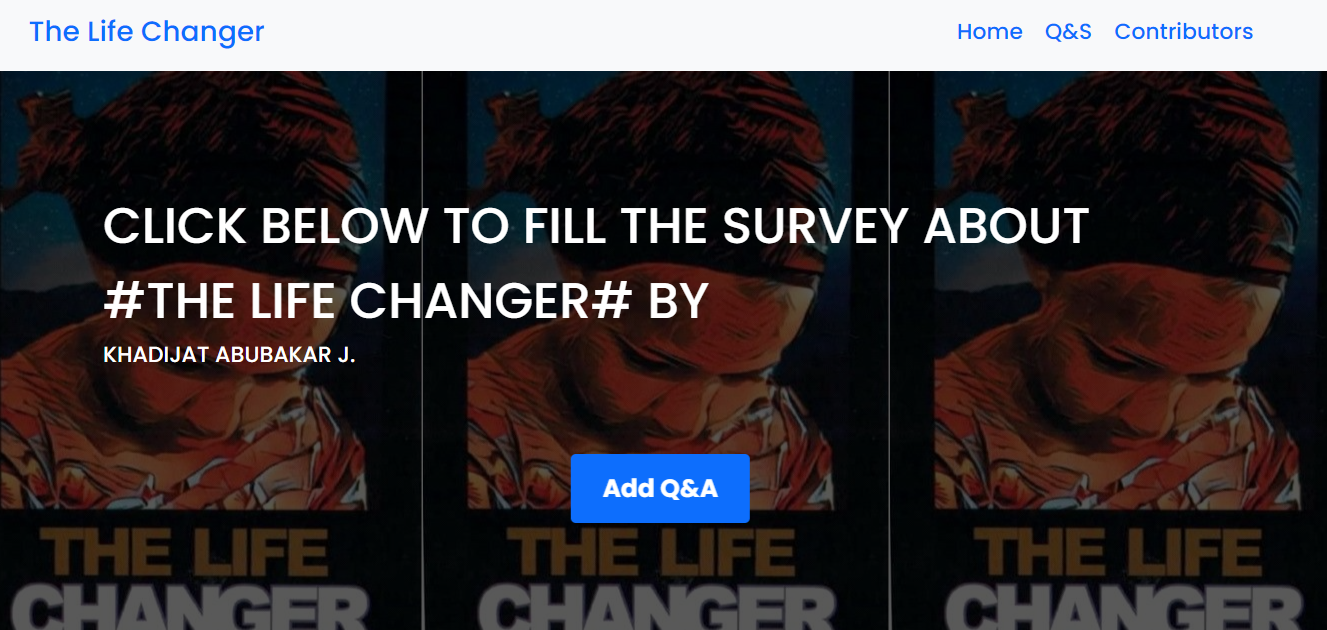 The Life Changer
Home Q&S Contributors
CLICK BELOW TO FILL THE SURVEY ABOUT
#THE LIFE CHANGER# BY
KHADIJAT ABUBAKAR J.
Add Q&A
THE LIFE THE LIFE THE LIFE
CHANGER CHANGER CHANGER